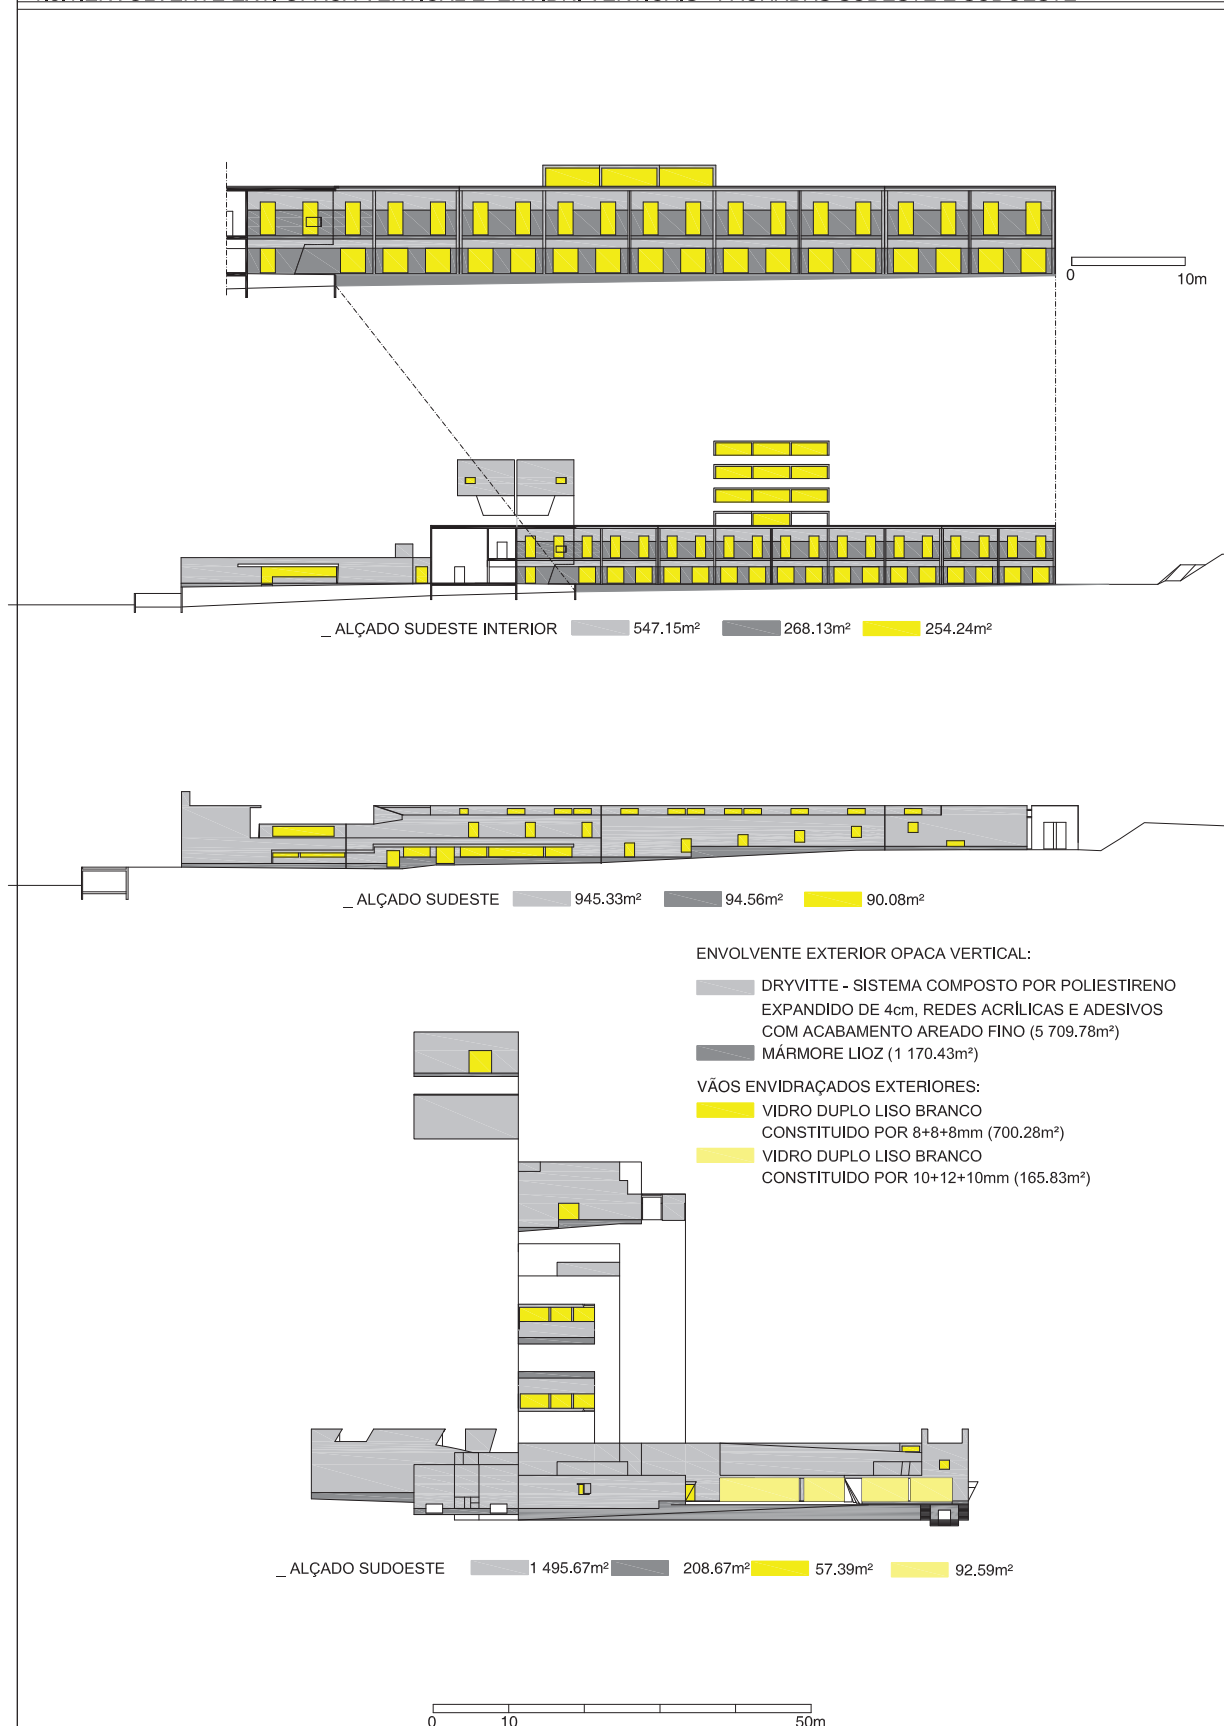 0
10m
_ ALÇADO SUDESTE INTERIOR 547.15m² 268.13m² 254.24m²
_ ALÇADO SUDESTE 945.33m² 94.56m² 90.08m²
ENVOLVENTE EXTERIOR OPACA VERTICAL:
DRYVITTE - SISTEMA COMPOSTO POR POLIESTIRENO
EXPANDIDO DE 4cm, REDES ACRÍLICAS E ADESIVOS
COM ACABAMENTO AREADO FINO (5 709.78m²)
MÁRMORE LIOZ (1 170.43m²)
VÃOS ENVIDRAÇADOS EXTERIORES:
VIDRO DUPLO LISO BRANCO
CONSTITUIDO POR 8+8+8mm (700.28m²)
VIDRO DUPLO LISO BRANCO
CONSTITUIDO POR 10+12+10mm (165.83m²)
_ ALÇADO SUDOESTE 1 495.67m² 208.67m² 57.39m² 92.59m²
0 10 50m